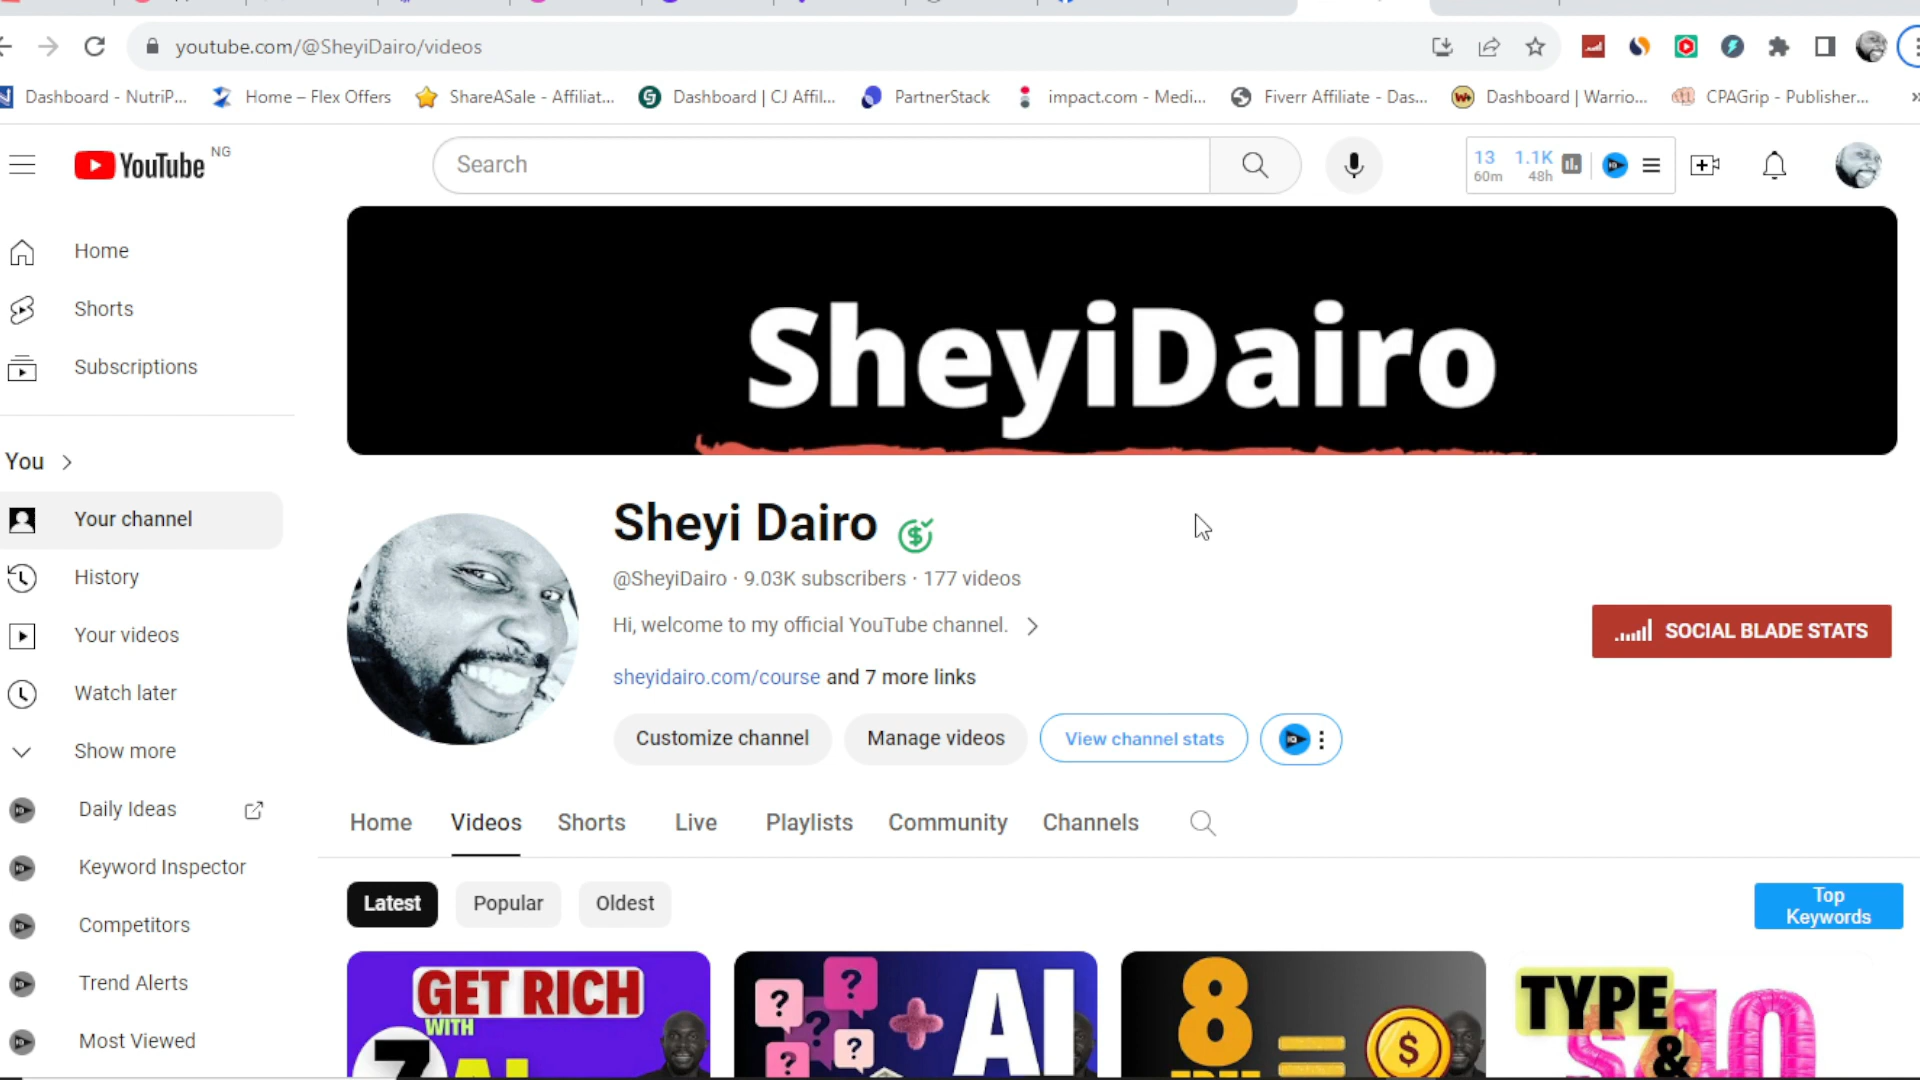 youtube.com/@SheyiDairo/videos
Dashboard - NutriP...
Home – Flex Offers
ShareASale - Affiliat...
Dashboard | CJ Affil...
PartnerStack
impact.com - Medi...
Fiverr Affiliate - Das...
Dashboard | Warrio...
CPAGrip - Publisher...
YouTube NG
Search
13 1.1K
60m 48h
Home
Shorts
Subscriptions
You
Your channel
History
Your videos
Watch later
Show more
Daily Ideas
Keyword Inspector
Competitors
Trend Alerts
Most Viewed
SheyiDairo
Sheyi Dairo
@SheyiDairo · 9.03K subscribers · 177 videos
Hi, welcome to my official YouTube channel.
sheyidairo.com/course and 7 more links
SOCIAL BLADE STATS
Customize channel
Manage videos
View channel stats
Home
Videos
Shorts
Live
Playlists
Community
Channels
Latest
Popular
Oldest
Top
Keywords
GET RICH
WITH
7 AI
? ? ? ? ? AI
8
$
TYPE
$40
&